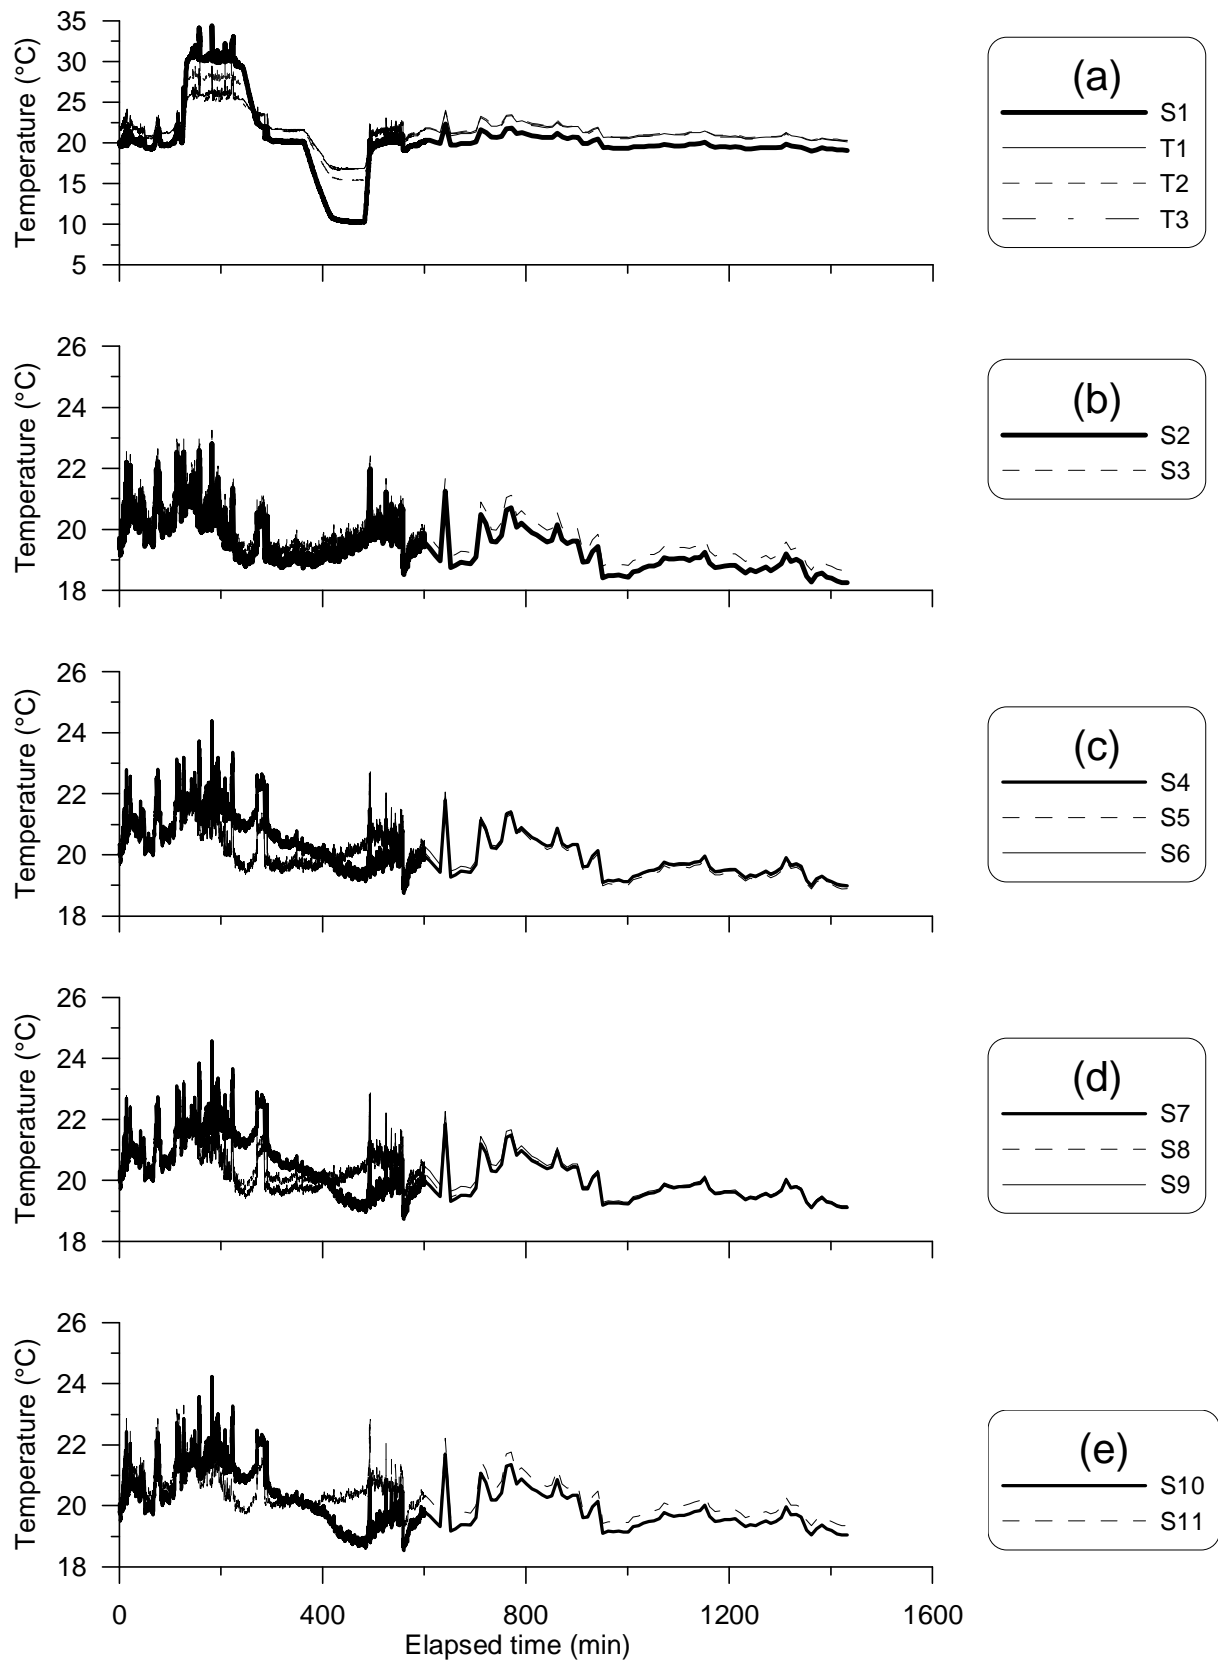 35
30
25
20
15
10
5
Temperature (°C)
(a)
S1
T1
T2
T3
26
24
22
20
18
Temperature (°C)
(b)
S2
S3
26
24
22
20
18
Temperature (°C)
(c)
S4
S5
S6
26
24
22
20
18
Temperature (°C)
(d)
S7
S8
S9
26
24
22
20
18
Temperature (°C)
(e)
S10
S11
0 400 800 1200 1600
Elapsed time (min)